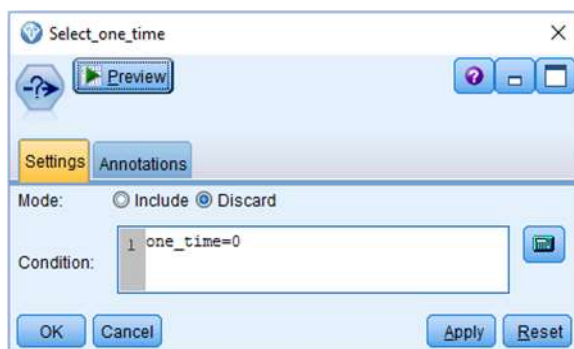 Select_one_time
Preview
Settings Annotations
Mode: Include Discard
1 one_time=0
Condition:
OK Cancel Apply Reset